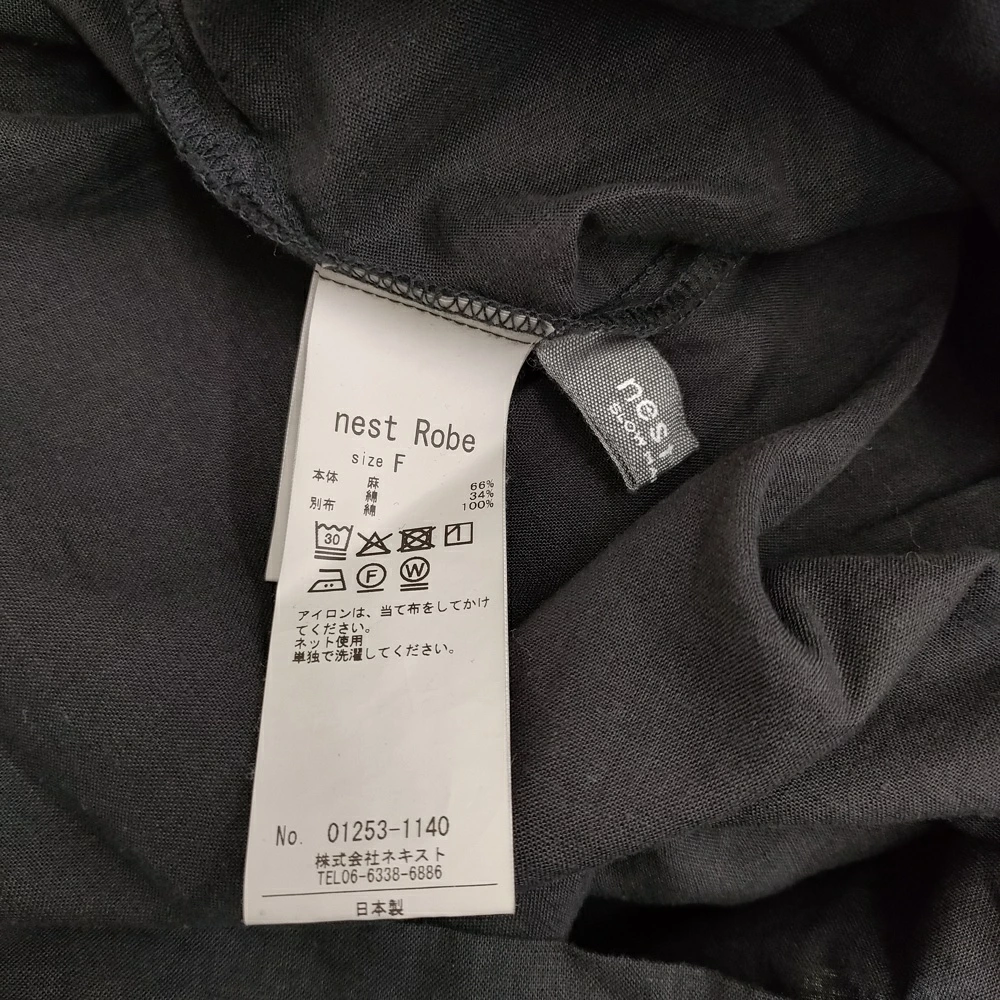 nest Robe
size F
本体 麻 66%
綿 34%
別布 綿 100%
30
F W
アイロンは、当て布をしてかけ
てください。
ネット使用
単独で洗濯してください。
No. 01253-1140
株式会社ネキスト
TEL06-6338-6886
日本製
nest